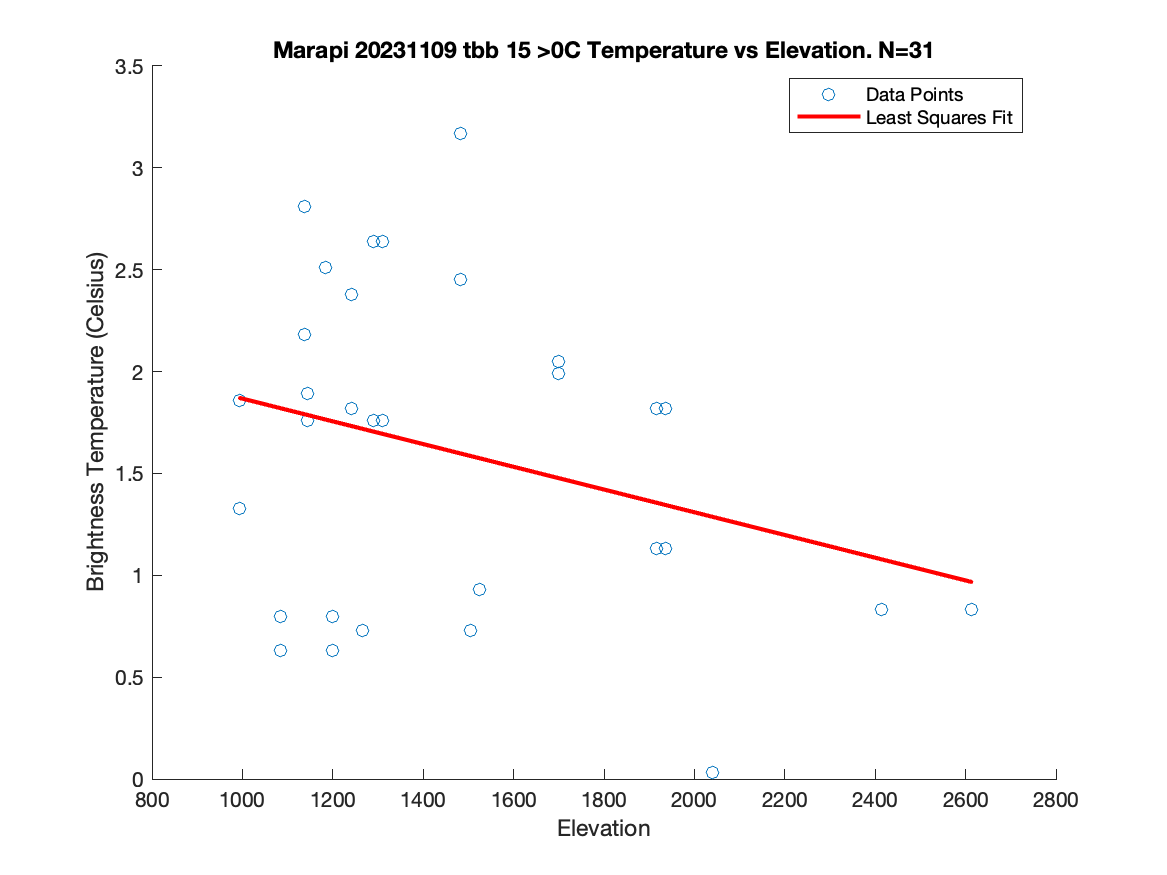 Marapi 20231109 tbb 15 >0C Temperature vs Elevation. N=31
Data Points
Least Squares Fit
Brightness Temperature (Celsius)
3.5
3
2.5
2
1.5
1
0.5
0
800 1000 1200 1400 1600 1800 2000 2200 2400 2600 2800
Elevation